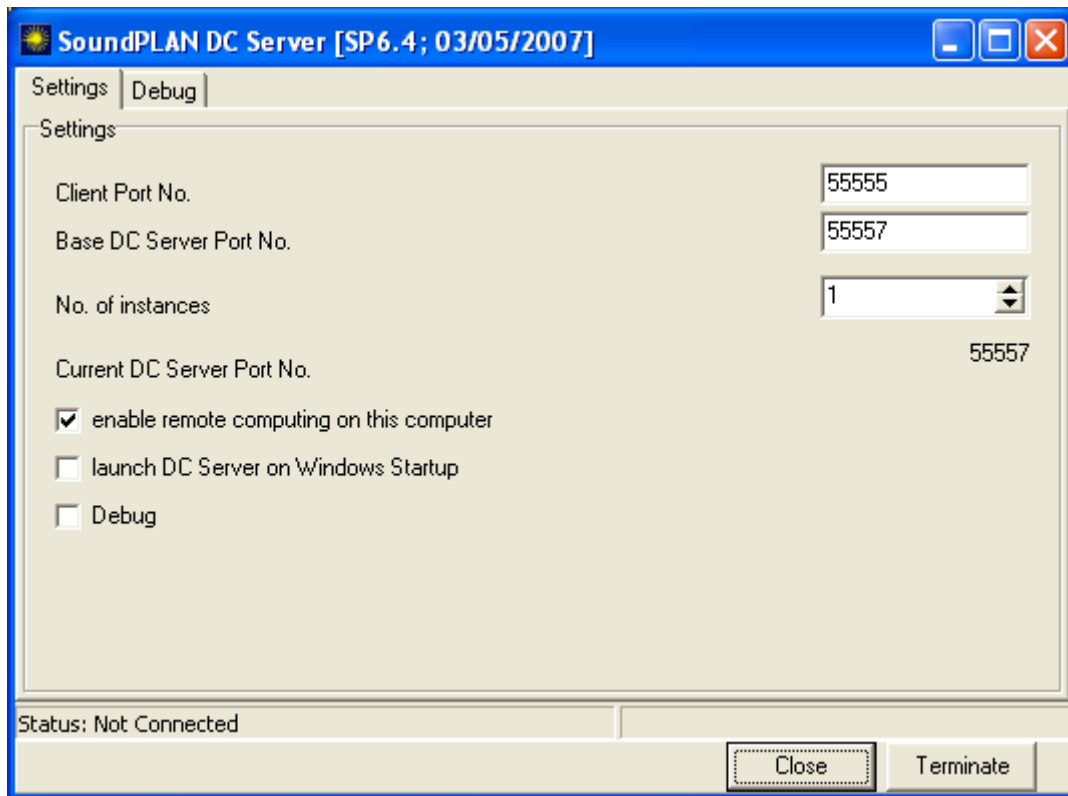 SoundPLAN DC Server [SP6.4; 03/05/2007]
Settings Debug
Settings
Client Port No. 55555
Base DC Server Port No. 55557
No. of instances 1
Current DC Server Port No. 55557
enable remote computing on this computer
launch DC Server on Windows Startup
Debug
Status: Not Connected
Close Terminate